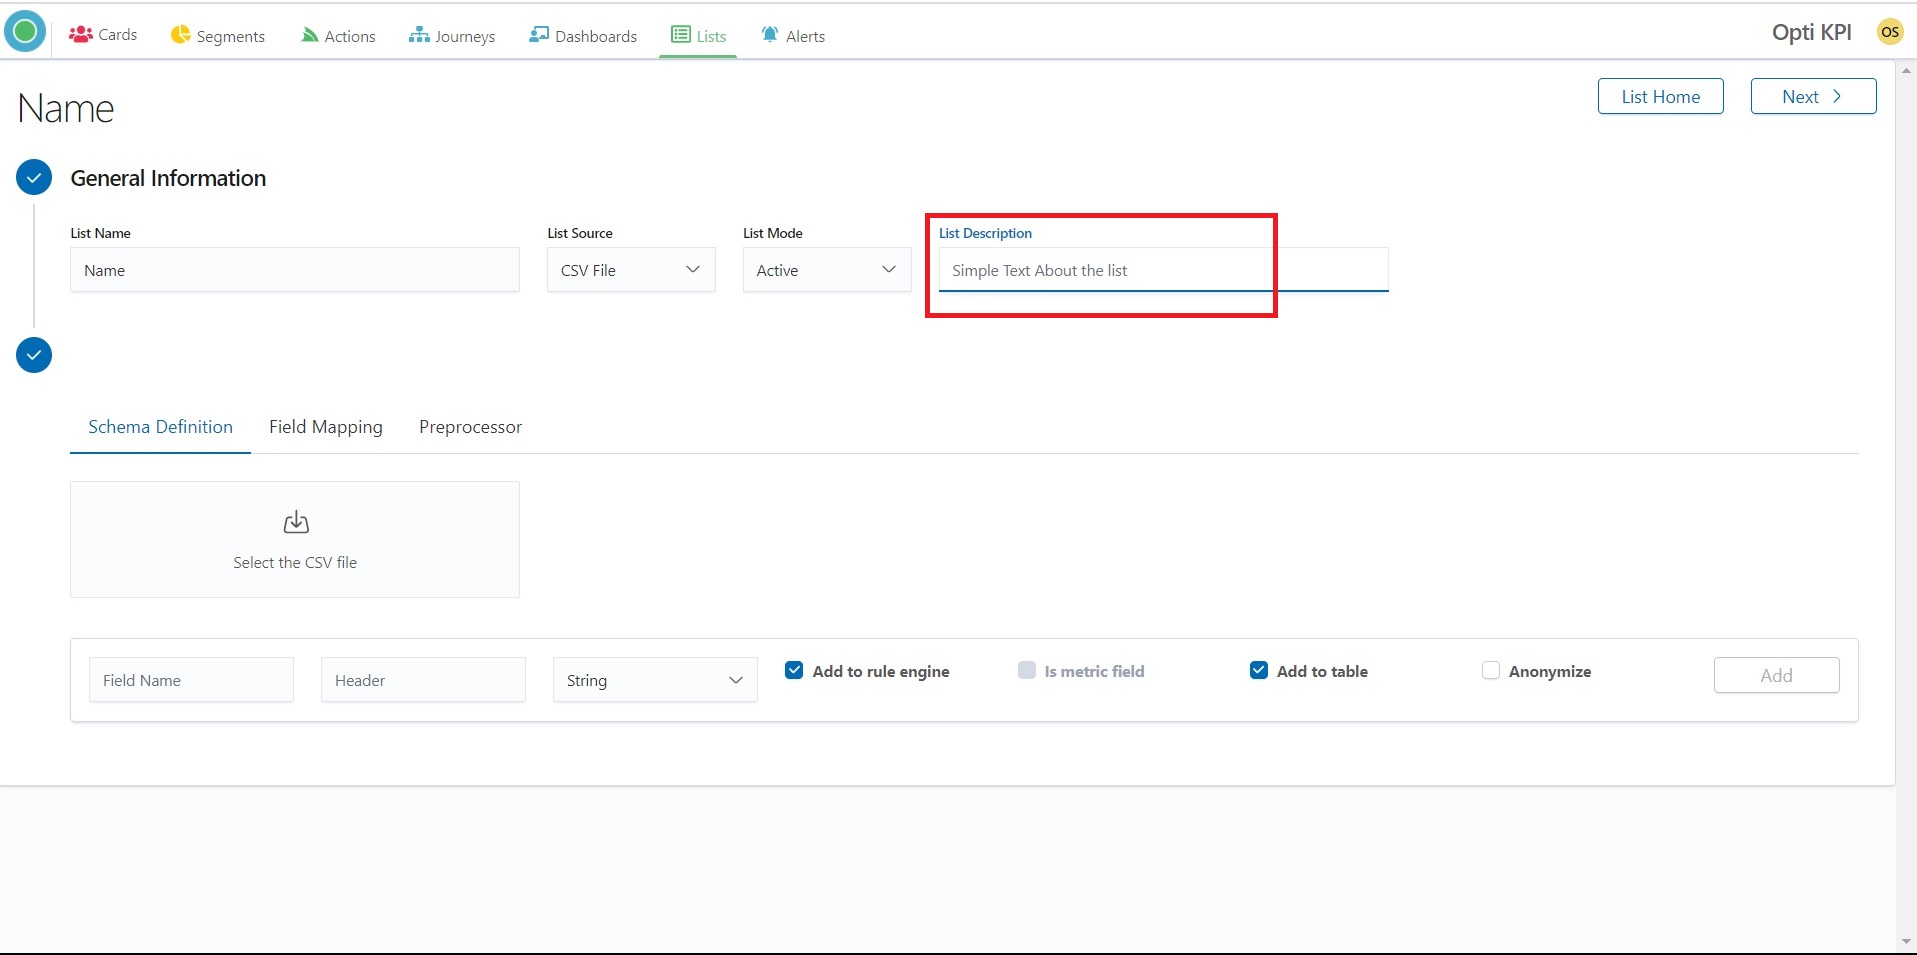 Cards Segments Actions Journeys Dashboards Lists Alerts Opti KPI OS
Name
List Home Next
General Information
List Name List Source List Mode List Description
Name CSV File Active Simple Text About the list
Schema Definition Field Mapping Preprocessor
Select the CSV file
Field Name Header String Add to rule engine Is metric field Add to table Anonymize Add